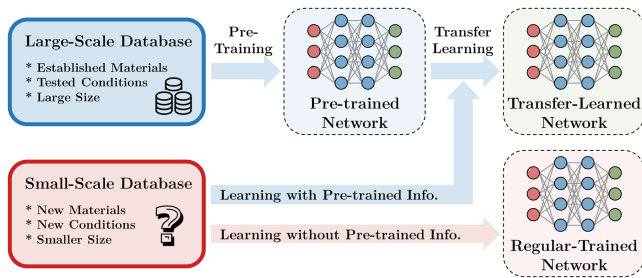 Large-Scale Database
* Established Materials
* Tested Conditions
* Large Size
Pre-
Training
Pre-trained
Network
Transfer
Learning
Transfer-Learned
Network
Small-Scale Database
* New Materials
* New Conditions
* Smaller Size
?
Learning with Pre-trained Info.
Learning without Pre-trained Info.
Regular-Trained
Network